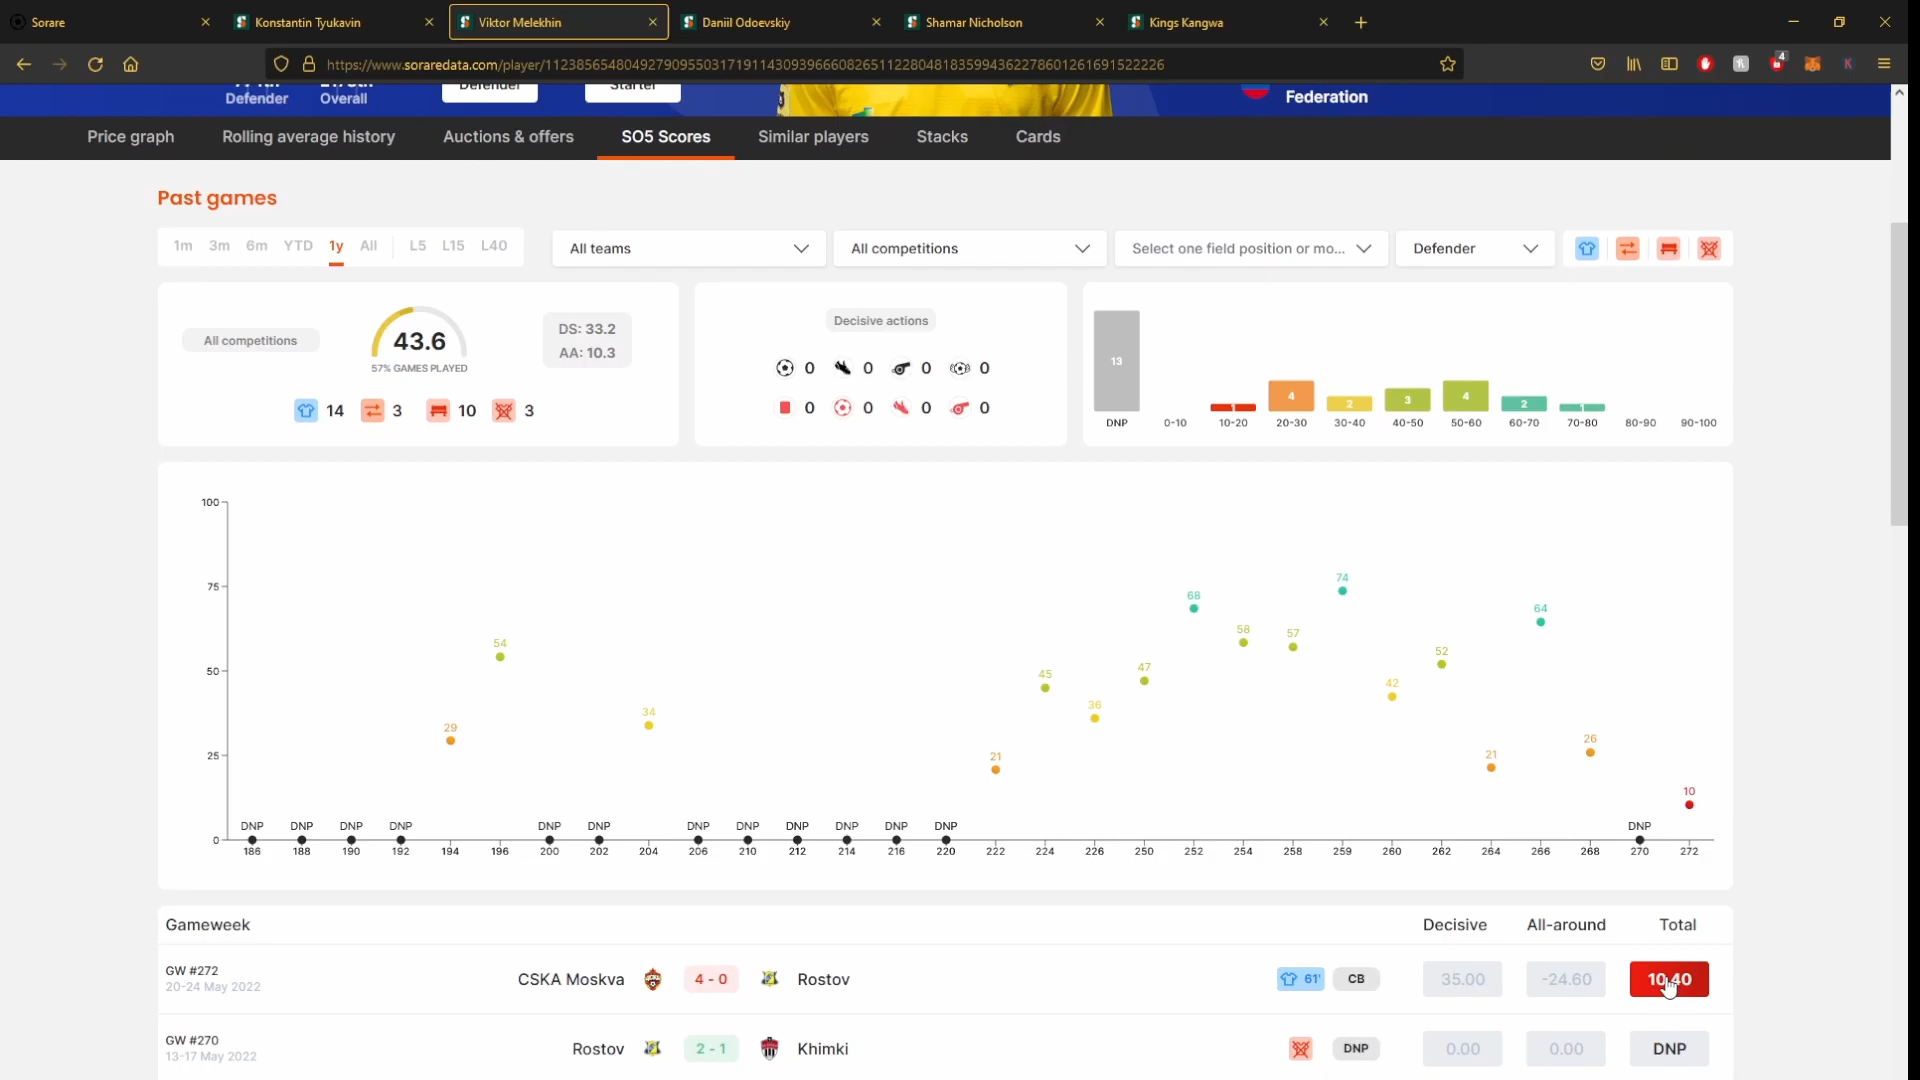 Sorare
Konstantin Tyukavin
Viktor Melekhin
Daniil Odoevskiy
Shamar Nicholson
Kings Kangwa
https://www.soraredata.com/player/112385654804927909550317191143093966608265112280481835994362278601261691522226
4
Defender
Overall
Defender
Starter
Federation
Price graph
Rolling average history
Auctions & offers
SO5 Scores
Similar players
Stacks
Cards
Past games
1m 3m 6m YTD 1y All L5 L15 L40
All teams
All competitions
Select one field position or mo...
Defender
All competitions
43.6
57% GAMES PLAYED
DS: 33.2
AA: 10.3
14 3 10 3
Decisive actions
0 0 0 0
0 0 0 0
13 1 4 2 3 4 2 1
DNP 0-10 10-20 20-30 30-40 40-50 50-60 60-70 70-80 80-90 90-100
100
75
50
25
0
DNP DNP DNP DNP 29 54 DNP DNP 34 DNP DNP DNP DNP DNP DNP 21 45 36 47 68 58 57 74 42 52 21 64 26 DNP 10
186 188 190 192 194 196 200 202 204 206 210 212 214 216 220 222 224 226 250 252 254 258 259 260 262 264 266 268 270 272
Gameweek
Decisive
All-around
Total
GW #272
20-24 May 2022
CSKA Moskva
4 - 0
Rostov
61'
CB
35.00
-24.60
10.40
GW #270
13-17 May 2022
Rostov
2 - 1
Khimki
DNP
0.00
0.00
DNP